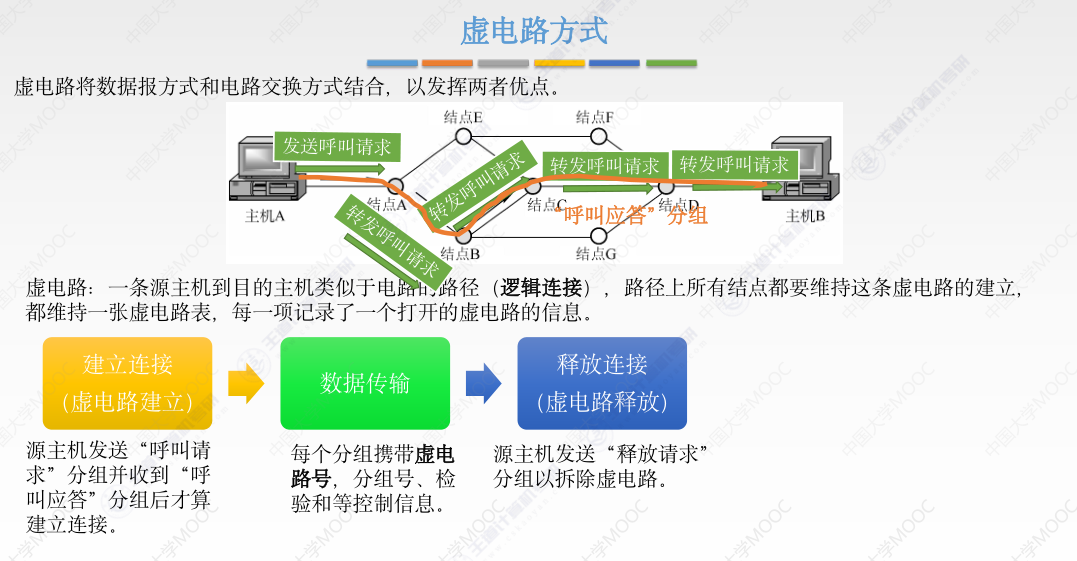 虚电路方式
虚电路将数据报方式和电路交换方式结合，以发挥两者优点。
结点E
结点F
发送呼叫请求
转发呼叫请求
转发呼叫请求
转发呼叫请求
主机A
结点A
转发呼叫请求
结点C
结点D
主机B
“呼叫应答”分组
结点B
结点G
虚电路：一条源主机到目的主机类似于电路的路径（逻辑连接），路径上所有结点都要维持这条虚电路的建立，
都维持一张虚电路表，每一项记录了一个打开的虚电路的信息。
建立连接
（虚电路建立）
数据传输
释放连接
（虚电路释放）
源主机发送“呼叫请
求”分组并收到“呼
叫应答”分组后才算
建立连接。
每个分组携带虚电
路号，分组号、检
验和等控制信息。
源主机发送“释放请求”
分组以拆除虚电路。
中国大学MOOC
王道计算机考研